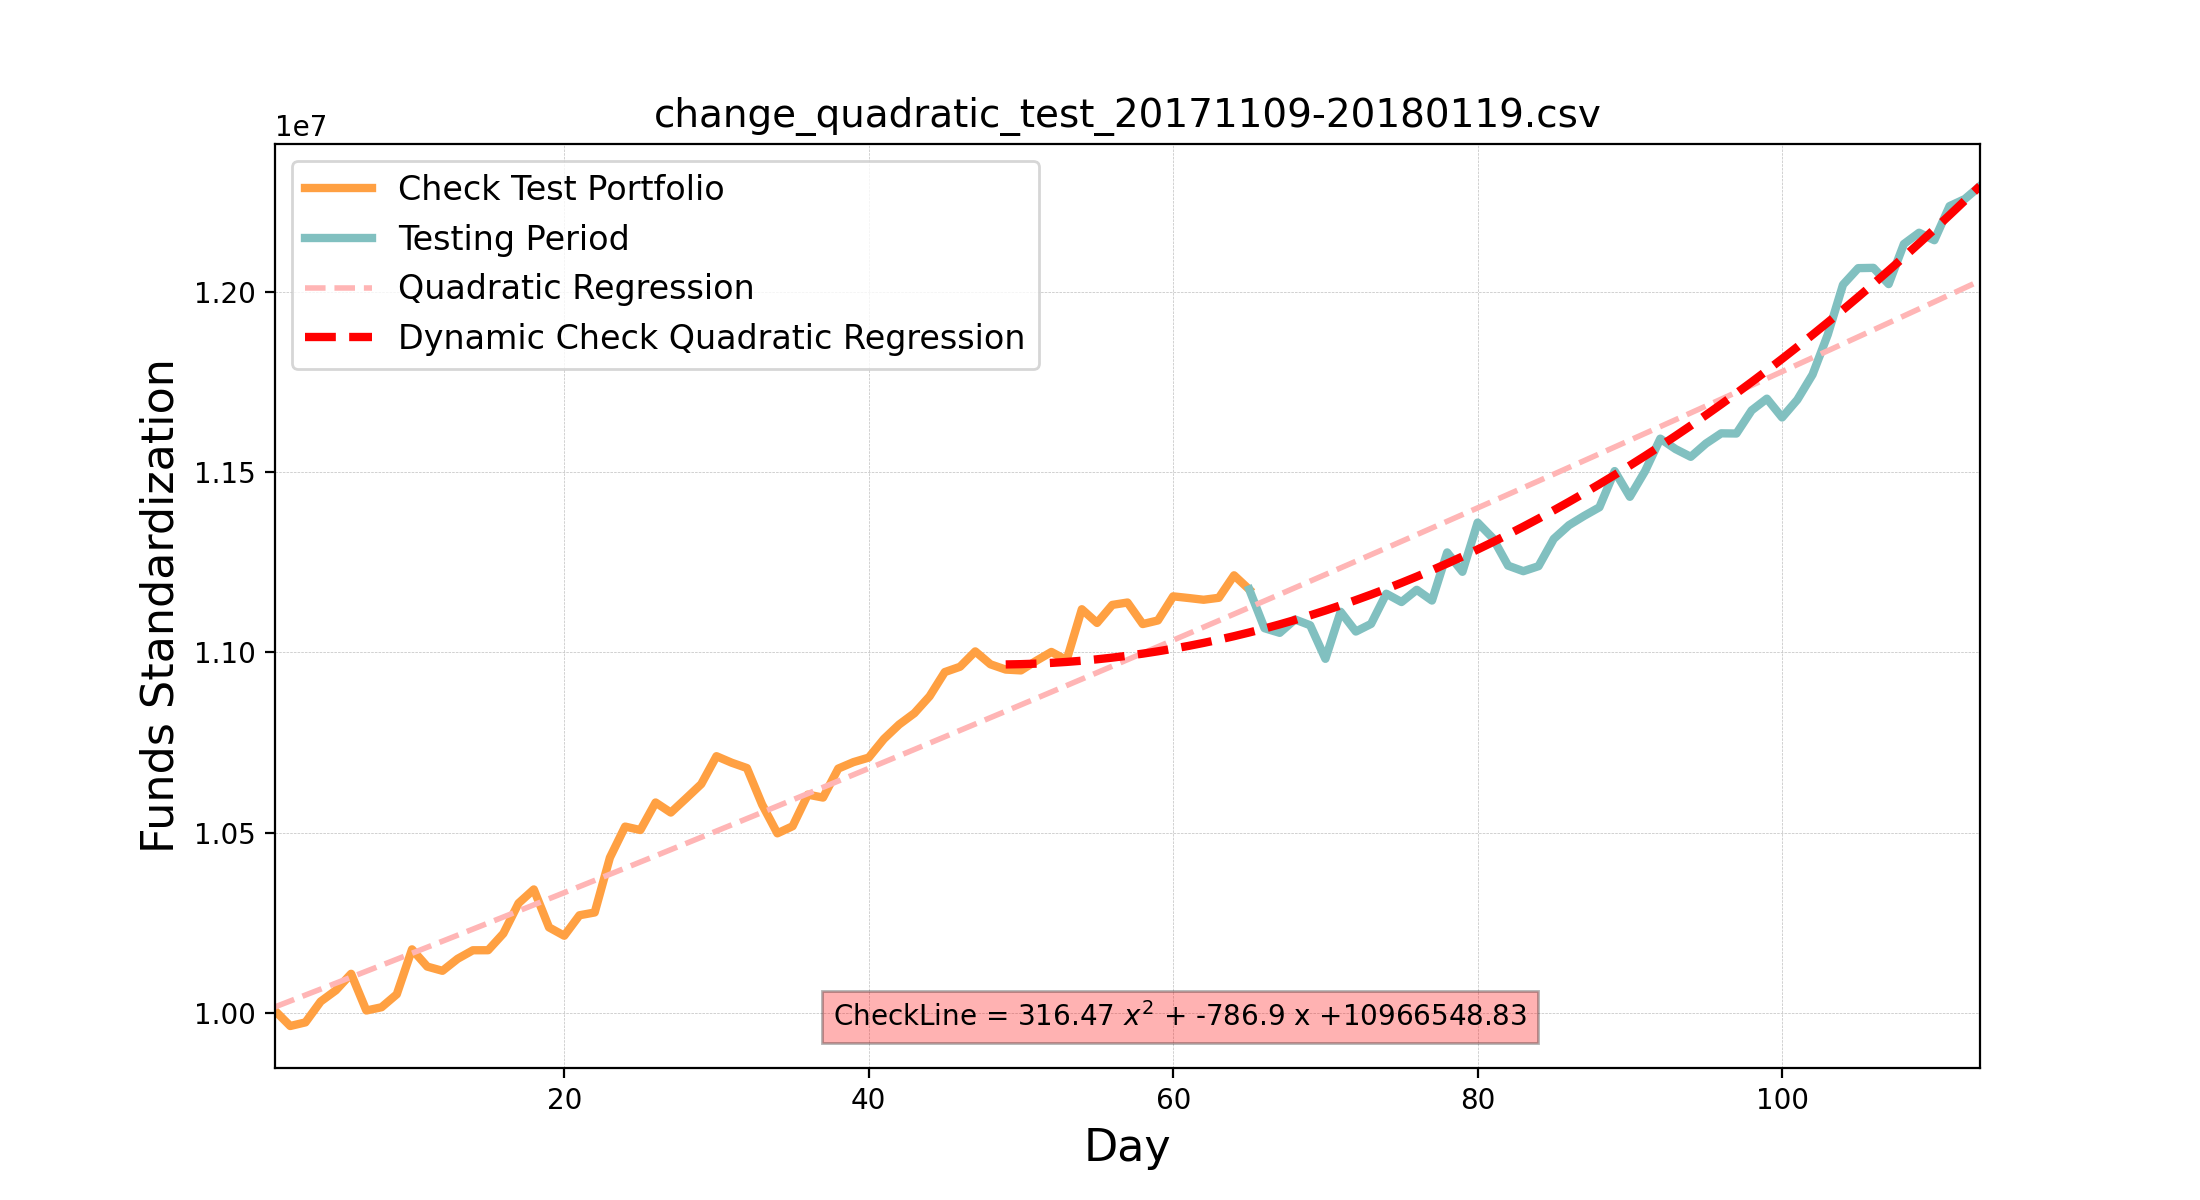 change_quadratic_test_20171109-20180119.csv
1e7
Check Test Portfolio
Testing Period
Quadratic Regression
Dynamic Check Quadratic Regression
1.20
1.15
1.10
1.05
1.00
Funds Standardization
CheckLine = 316.47 x² + -786.9 x +10966548.83
20 40 60 80 100
Day